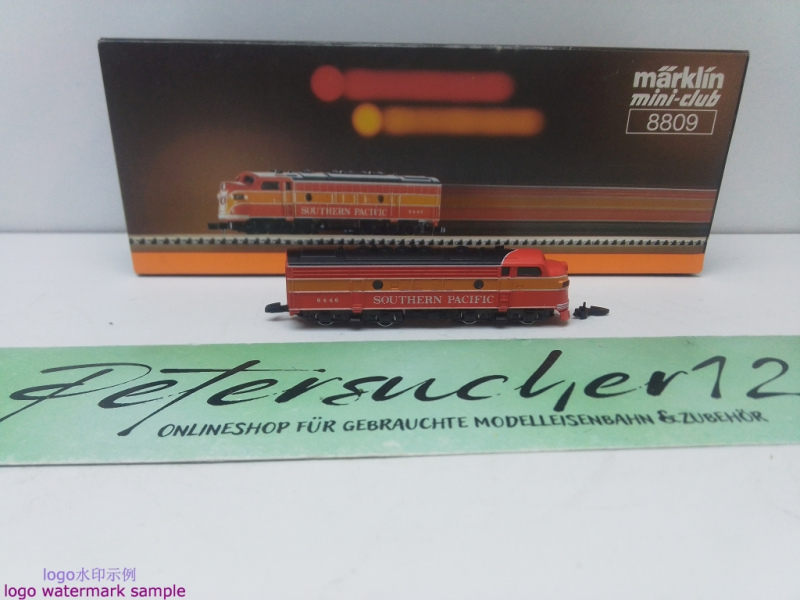 märklin
mini-club
8809
SOUTHERN PACIFIC
SOUTHERN PACIFIC
Petersucher12
ONLINESHOP FÜR GEBRAUCHTE MODELLEISENBAHN & ZUBEHÖR
logo水印示例
logo watermark sample